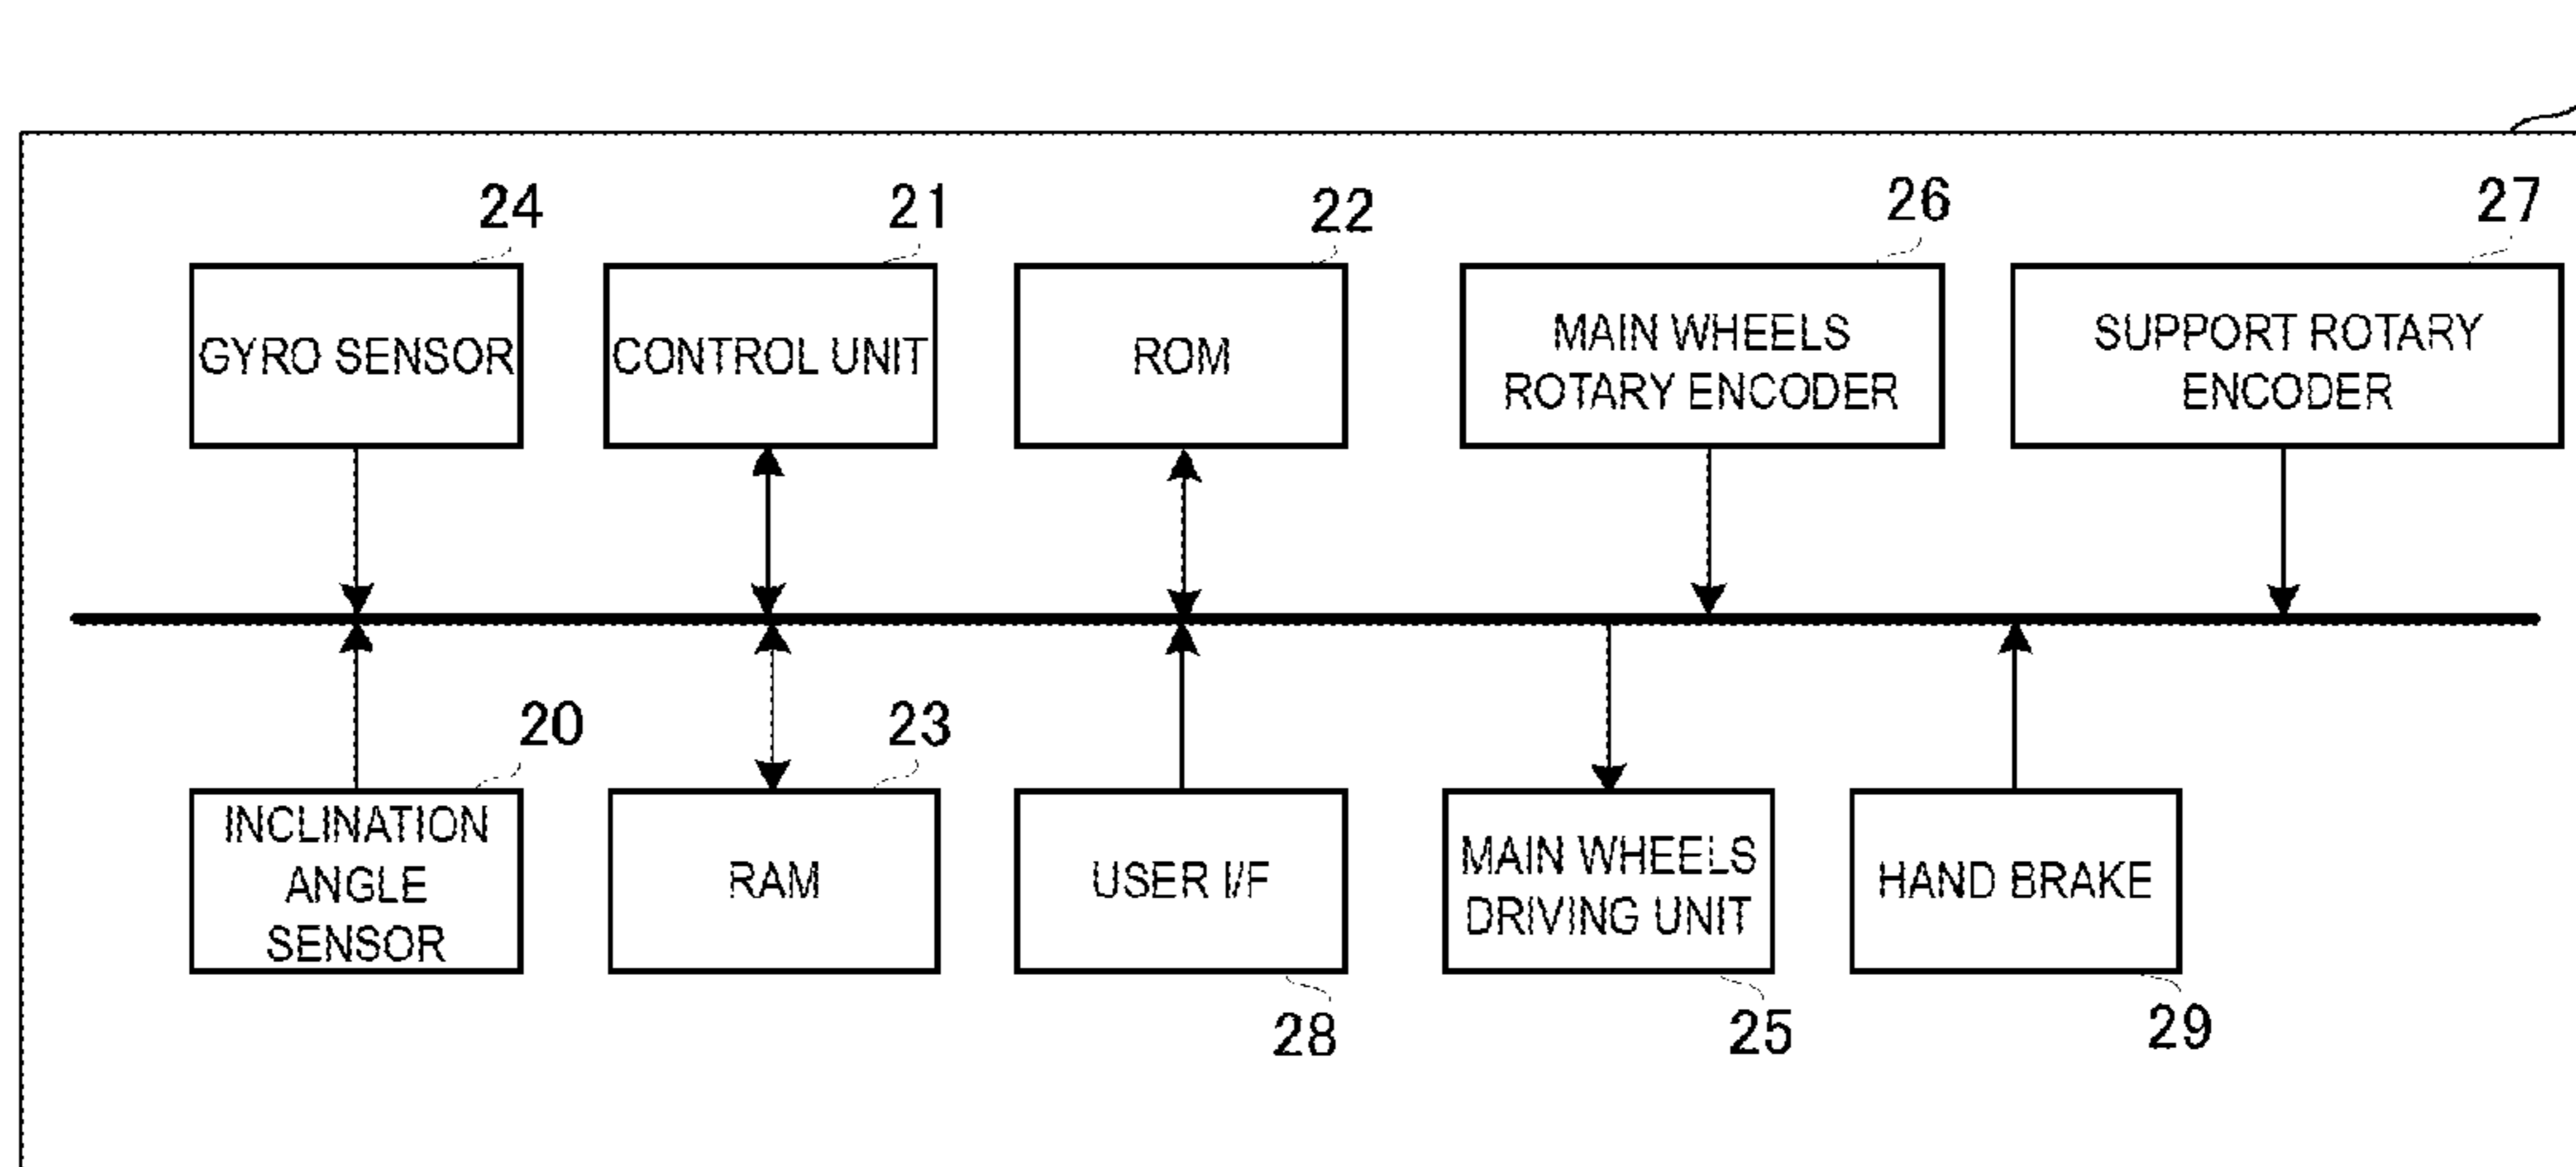 24
21
22
26
27
GYRO SENSOR
CONTROL UNIT
ROM
MAIN WHEELS
ROTARY ENCODER
SUPPORT ROTARY
ENCODER
20
23
INCLINATION
ANGLE
SENSOR
RAM
USER I/F
MAIN WHEELS
DRIVING UNIT
HAND BRAKE
28
25
29